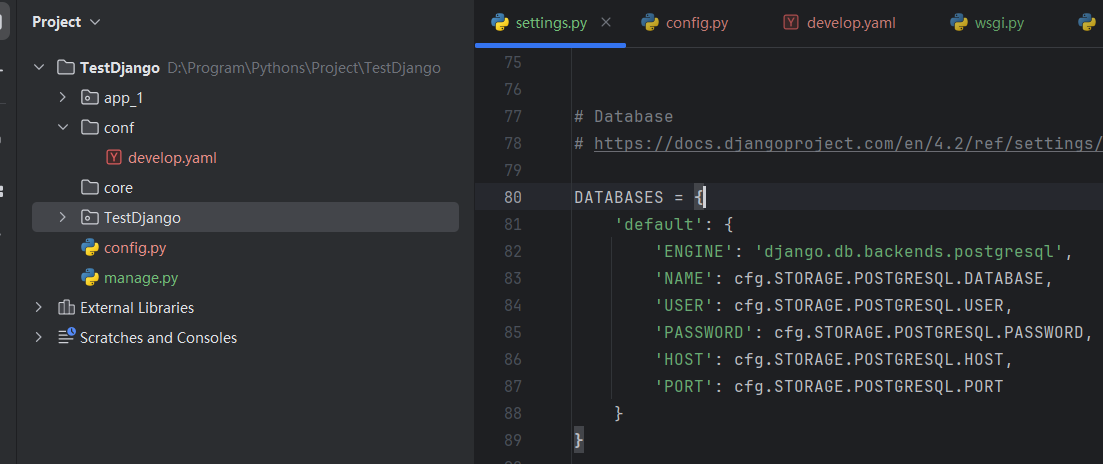 Project
TestDjango D:\Program\Pythons\Project\TestDjango
app_1
conf
develop.yaml
core
TestDjango
config.py
manage.py
External Libraries
Scratches and Consoles
settings.py config.py develop.yaml wsgi.py
75
76
77 # Database
78 # https://docs.djangoproject.com/en/4.2/ref/settings/
79
80 DATABASES = {
81 'default': {
82 'ENGINE': 'django.db.backends.postgresql',
83 'NAME': cfg.STORAGE.POSTGRESQL.DATABASE,
84 'USER': cfg.STORAGE.POSTGRESQL.USER,
85 'PASSWORD': cfg.STORAGE.POSTGRESQL.PASSWORD,
86 'HOST': cfg.STORAGE.POSTGRESQL.HOST,
87 'PORT': cfg.STORAGE.POSTGRESQL.PORT
88 }
89 }